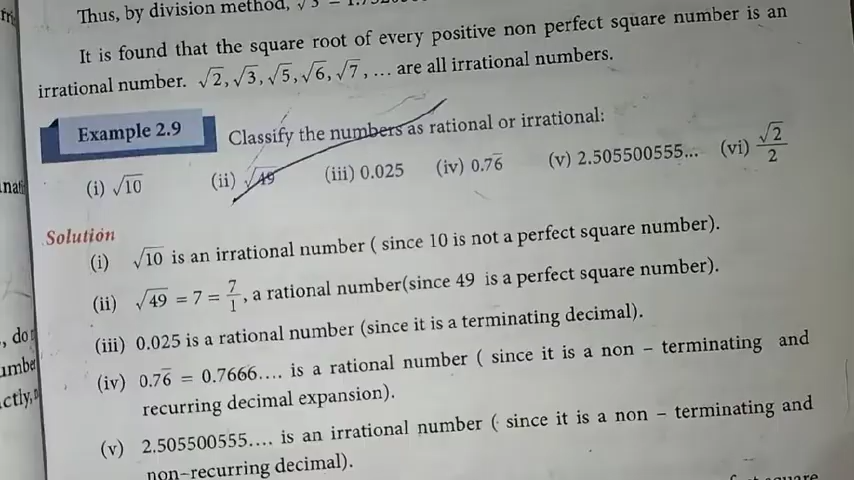 Thus, by division method, √3 =
It is found that the square root of every positive non perfect square number is an
irrational number. √2, √3, √5, √6, √7, ... are all irrational numbers.
Example 2.9 Classify the numbers as rational or irrational:
(i) √10 (ii) √49 (iii) 0.025 (iv) 0.76̅ (v) 2.505500555... (vi) √2/2
Solution
(i) √10 is an irrational number ( since 10 is not a perfect square number).
(ii) √49 = 7 = 7/1, a rational number(since 49 is a perfect square number).
(iii) 0.025 is a rational number (since it is a terminating decimal).
(iv) 0.76̅ = 0.7666.... is a rational number ( since it is a non – terminating and
recurring decimal expansion).
(v) 2.505500555.... is an irrational number ( since it is a non – terminating and
non–recurring decimal).